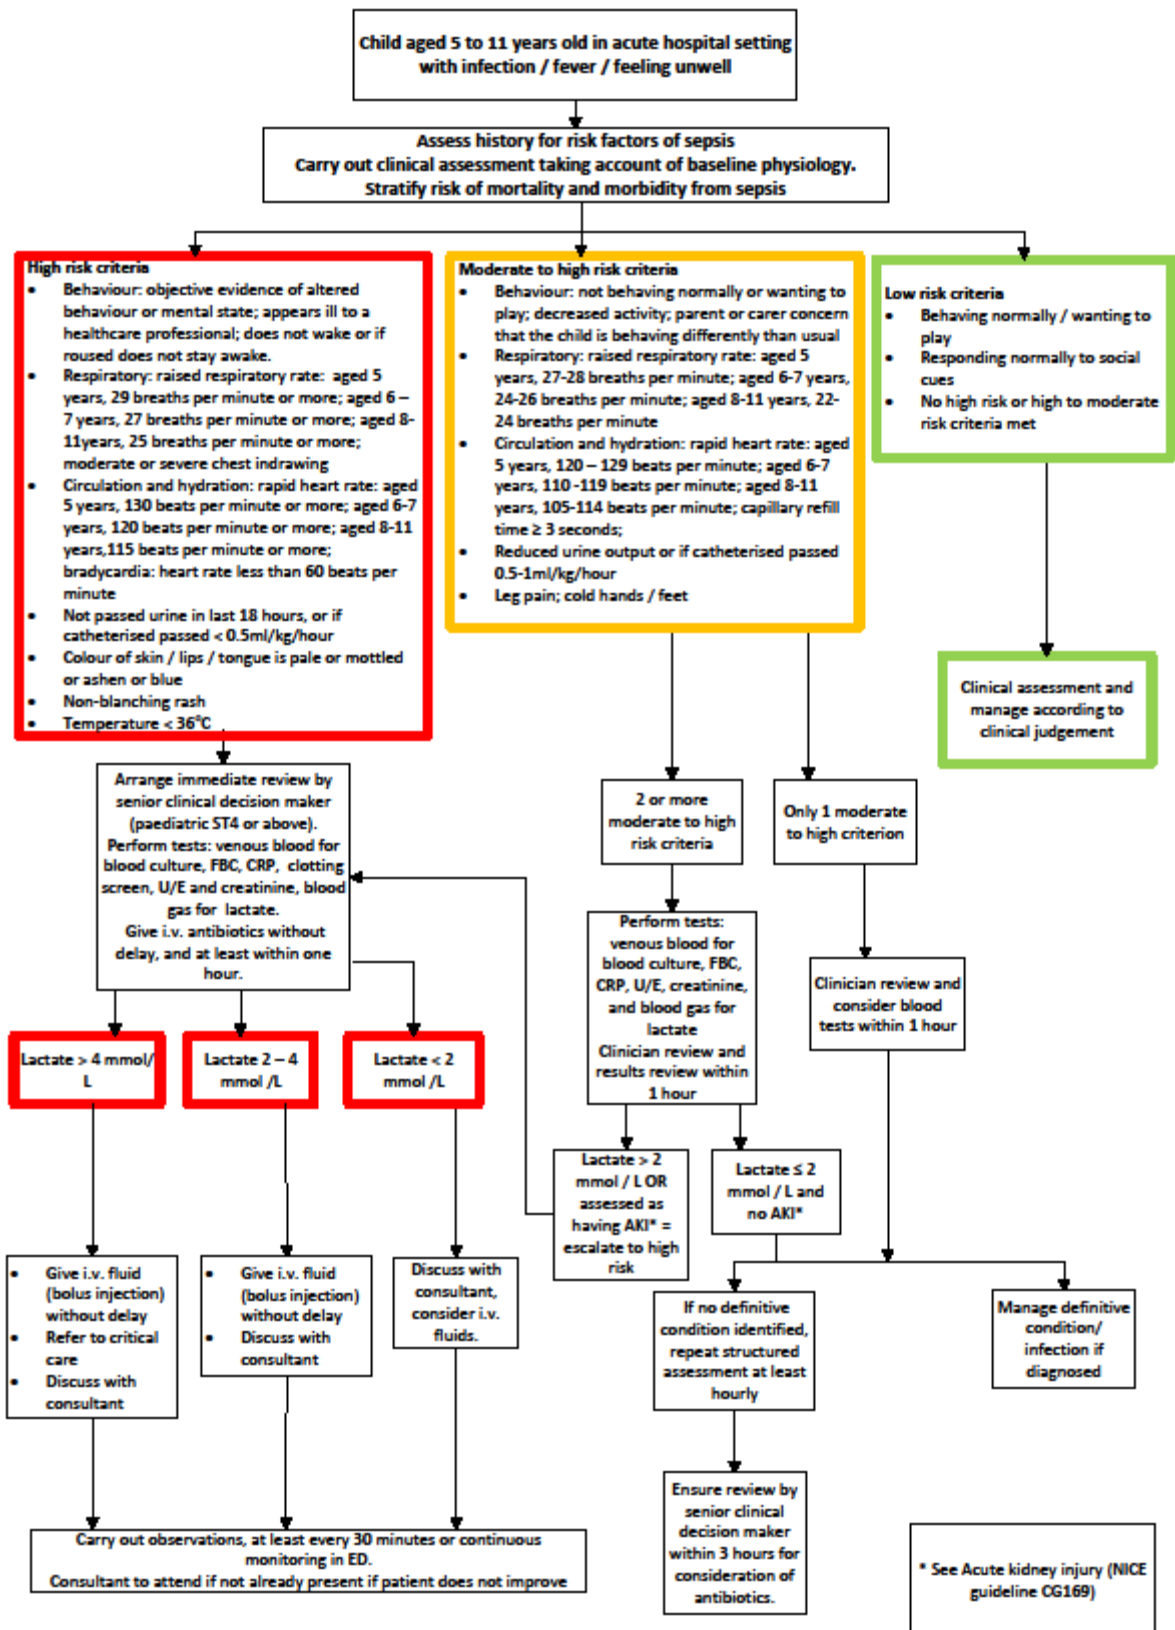 Child aged 5 to 11 years old in acute hospital setting
with infection / fever / feeling unwell
Assess history for risk factors of sepsis
Carry out clinical assessment taking account of baseline physiology.
Stratify risk of mortality and morbidity from sepsis
High risk criteria
• Behaviour: objective evidence of altered
behaviour or mental state; appears ill to a
healthcare professional; does not wake or if
roused does not stay awake.
• Respiratory: raised respiratory rate: aged 5
years, 29 breaths per minute or more; aged 6 –
7 years, 27 breaths per minute or more; aged 8-
11years, 25 breaths per minute or more;
moderate or severe chest indrawing
• Circulation and hydration: rapid heart rate: aged
5 years, 130 beats per minute or more; aged 6-7
years, 120 beats per minute or more; aged 8-11
years,115 beats per minute or more;
bradycardia: heart rate less than 60 beats per
minute
• Not passed urine in last 18 hours, or if
catheterised passed < 0.5ml/kg/hour
• Colour of skin / lips / tongue is pale or mottled
or ashen or blue
• Non-blanching rash
• Temperature < 36°C
Moderate to high risk criteria
• Behaviour: not behaving normally or wanting to
play; decreased activity; parent or carer concern
that the child is behaving differently than usual
• Respiratory: raised respiratory rate: aged 5
years, 27-28 breaths per minute; aged 6-7 years,
24-26 breaths per minute; aged 8-11 years, 22-
24 breaths per minute
• Circulation and hydration: rapid heart rate: aged
5 years, 120 – 129 beats per minute; aged 6-7
years, 110 -119 beats per minute; aged 8-11
years, 105-114 beats per minute; capillary refill
time ≥ 3 seconds;
• Reduced urine output or if catheterised passed
0.5-1ml/kg/hour
• Leg pain; cold hands / feet
Low risk criteria
• Behaving normally / wanting to
play
• Responding normally to social
cues
• No high risk or high to moderate
risk criteria met
Clinical assessment and
manage according to
clinical judgement
Arrange immediate review by
senior clinical decision maker
(paediatric ST4 or above).
Perform tests: venous blood for
blood culture, FBC, CRP, clotting
screen, U/E and creatinine, blood
gas for lactate.
Give i.v. antibiotics without
delay, and at least within one
hour.
2 or more
moderate to high
risk criteria
Only 1 moderate
to high criterion
Perform tests:
venous blood for
blood culture, FBC,
CRP, U/E, creatinine,
and blood gas for
lactate
Clinician review and
results review within
1 hour
Clinician review and
consider blood
tests within 1 hour
Lactate > 4 mmol/
L
Lactate 2 – 4
mmol /L
Lactate < 2
mmol /L
Lactate > 2
mmol / L OR
assessed as
having AKI* =
escalate to high
risk
Lactate ≤ 2
mmol / L and
no AKI*
• Give i.v. fluid
(bolus injection)
without delay
• Refer to critical
care
• Discuss with
consultant
• Give i.v. fluid
(bolus injection)
without delay
• Discuss with
consultant
Discuss with
consultant,
consider i.v.
fluids.
If no definitive
condition identified,
repeat structured
assessment at least
hourly
Manage definitive
condition/
infection if
diagnosed
Ensure review by
senior clinical
decision maker
within 3 hours for
consideration of
antibiotics.
Carry out observations, at least every 30 minutes or continuous
monitoring in ED.
Consultant to attend if not already present if patient does not improve
* See Acute kidney injury (NICE
guideline CG169)